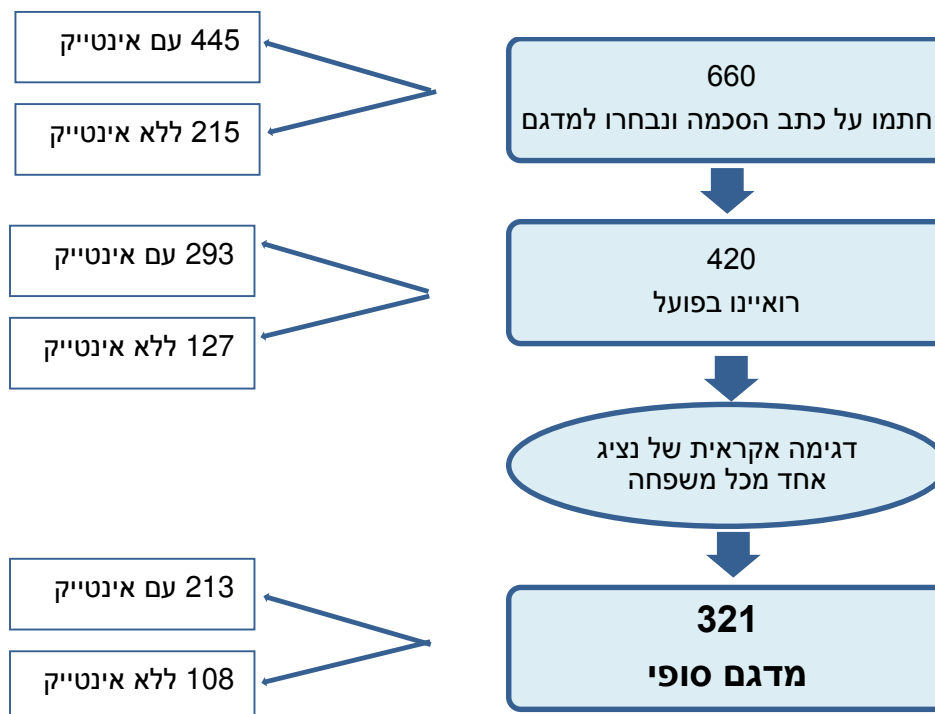 660
חתמו על כתב הסכמה ונבחרו למדגם
445 עם אינטייק
215 ללא אינטייק
420
רואיינו בפועל
293 עם אינטייק
127 ללא אינטייק
דגימה אקראית של נציג
אחד מכל משפחה
321
מדגם סופי
213 עם אינטייק
108 ללא אינטייק